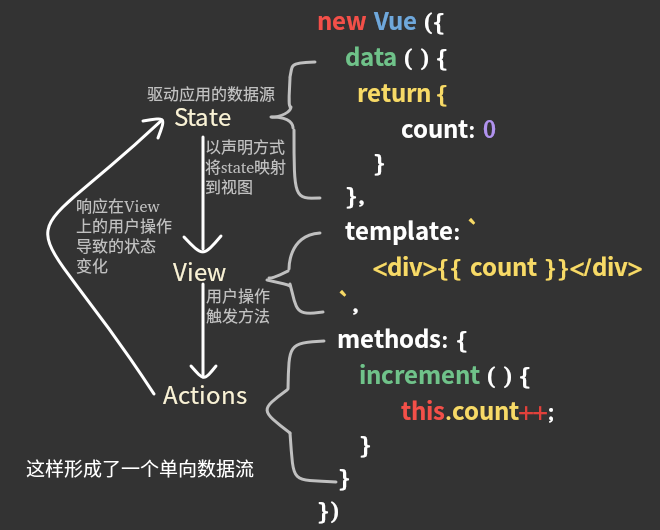 驱动应用的数据源
State
以声明方式
将state映射
到视图
响应在View
上的用户操作
导致的状态
变化
View
用户操作
触发方法
Actions
这样形成了一个单向数据流
new Vue ({
data ( ) {
return {
count: 0
}
},
template: `
<div>{{ count }}</div>
`,
methods: {
increment ( ) {
this.count++;
}
}
})